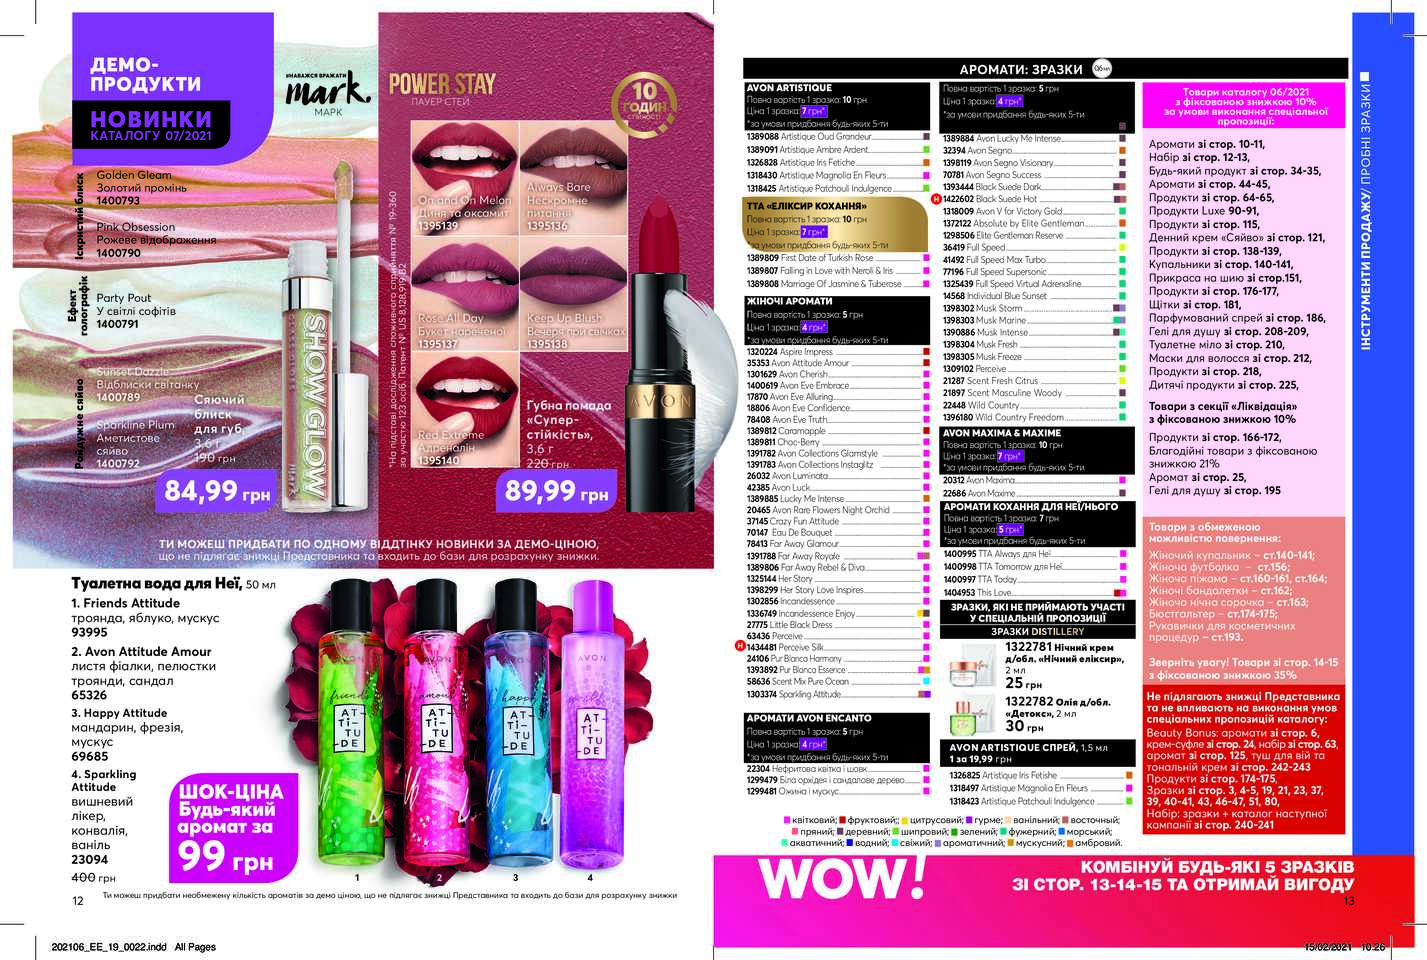 ДЕМО-
ПРОДУКТИ
НОВИНКИ
КАТАЛОГУ 07/2021
#НАВАЖСЯ ВРАЖАТИ
mark.
МАРК
Іскристий блиск
Golden Gleam
Золотий промінь
1400793
Pink Obsession
Рожеве відображення
1400790
Ефект
голографік
Party Pout
У світлі софітів
1400791
Райдужне сяйво
Sunset Dazzle
Відблиски світанку
1400789
Sparkling Plum
Аметистове
сяйво
1400792
Сяючий
блиск
для губ,
3,6 г
190 грн
84,99 грн
SHOW GLOW
POWER STAY
ПАУЕР СТЕЙ
10
ГОДИН
СТІЙКОСТІ*
On and On Melon
Диня та оксамит
1395139
Always Bare
Нескромне
питання
1395136
Rose All Day
Букет нареченої
1395137
Keep Up Blush
Вечеря при свічках
1395138
Red Extreme
Адреналін
1395140
*На підставі дослідження споживчого сприйняття № 19-360
за участю 123 осіб. Патент № US 8,128,919 B2
Губна помада
«Супер-
стійкість»,
3,6 г
220 грн
89,99 грн
AVON
ТИ МОЖЕШ ПРИДБАТИ ПО ОДНОМУ ВІДДТІНКУ НОВИНКИ ЗА ДЕМО-ЦІНОЮ,
що не підлягає знижці Представника та входить до бази для розрахунку знижки.
Туалетна вода для Неї, 50 мл
1. Friends Attitude
троянда, яблуко, мускус
93995
2. Avon Attitude Amour
листя фіалки, пелюстки
троянди, сандал
65326
3. Happy Attitude
мандарин, фрезія,
мускус
69685
4. Sparkling
Attitude
вишневий
лікер,
конвалія,
ваніль
23094
400 грн
ШОК-ЦІНА
Будь-який
аромат за
99 грн
1
2
3
4
Ти можеш придбати необмежену кількість ароматів за демо ціною, що не підлягає знижці Представника та входить до бази для розрахунку знижки
12
АРОМАТИ: ЗРАЗКИ 0,6 мл
AVON ARTISTIQUE
Повна вартість 1 зразка: 10 грн
Ціна 1 зразка: 7 грн*
*за умови придбання будь-яких 5-ти
1389088 Artistique Oud Grandeur
1389091 Artistique Ambre Ardent
1326828 Artistique Iris Fetiche
1318430 Artistique Magnolia En Fleurs
1318425 Artistique Patchouli Indulgence
ТТА «ЕЛІКСИР КОХАННЯ»
Повна вартість 1 зразка: 10 грн
Ціна 1 зразка: 7 грн*
*за умови придбання будь-яких 5-ти
1389809 First Date of Turkish Rose
1389807 Falling in Love with Neroli & Iris
1389808 Marriage Of Jasmine & Tuberose
ЖІНОЧІ АРОМАТИ
Повна вартість 1 зразка: 5 грн
Ціна 1 зразка: 4 грн*
*за умови придбання будь-яких 5-ти
1320224 Aspire Impress
35353 Avon Attitude Amour
1301629 Avon Cherish
1400619 Avon Eve Embrace
17870 Avon Eve Alluring
18806 Avon Eve Confidence
78408 Avon Eve Truth
1389812 Caramapple
1389811 Choc-Berry
1391782 Avon Collections Glamstyle
1391783 Avon Collections Instaglitz
26032 Avon Luminata
42385 Avon Luck
1389885 Lucky Me Intense
20465 Avon Rare Flowers Night Orchid
37145 Crazy Fun Attitude
70147 Eau De Bouquet
78413 Far Away Glamour
1391788 Far Away Royale
1389806 Far Away Rebel & Diva
1325144 Her Story
1398299 Her Story Love Inspires
1302856 Incandessence
1336749 Incandessence Enjoy
27775 Little Black Dress
63436 Perceive
Н 1434481 Perceive Silk
24106 Pur Blanca Harmony
1393892 Pur Blanca Essence
58636 Scent Mix Pure Ocean
1303374 Sparkling Attitude
АРОМАТИ AVON ENCANTO
Повна вартість 1 зразка: 5 грн
Ціна 1 зразка: 4 грн*
*за умови придбання будь-яких 5-ти
22304 Нефритова квітка і шовк
1299479 Біла орхідея і сандалове дерево
1299481 Ожина і мускус
Повна вартість 1 зразка: 5 грн
Ціна 1 зразка: 4 грн*
*за умови придбання будь-яких 5-ти
1389884 Avon Lucky Me Intense
32394 Avon Segno
1398119 Avon Segno Visionary
70781 Avon Segno Success
1393444 Black Suede Dark
Н 1422602 Black Suede Hot
1318009 Avon V for Victory Gold
1372122 Absolute by Elite Gentleman
1298506 Elite Gentleman Reserve
36419 Full Speed
41492 Full Speed Max Turbo
77196 Full Speed Supersonic
1325439 Full Speed Virtual Adrenaline
14568 Individual Blue Sunset
1398302 Musk Storm
1398303 Musk Marine
1390886 Musk Intense
1398304 Musk Fresh
1398305 Musk Freeze
1309102 Perceive
21287 Scent Fresh Citrus
21897 Scent Masculine Woody
22448 Wild Country
1396180 Wild Country Freedom
AVON MAXIMA & MAXIME
Повна вартість 1 зразка: 10 грн
Ціна 1 зразка: 7 грн*
*за умови придбання будь-яких 5-ти
20312 Avon Maxima
22686 Avon Maxime
АРОМАТИ КОХАННЯ ДЛЯ НЕЇ/НЬОГО
Повна вартість 1 зразка: 7 грн
Ціна 1 зразка: 5 грн*
*за умови придбання будь-яких 5-ти
1400995 TTA Always для Неї
1400998 TTA Tomorrow для Неї
1400997 TTA Today
1404953 This Love
ЗРАЗКИ, ЯКІ НЕ ПРИЙМАЮТЬ УЧАСТІ
У СПЕЦІАЛЬНІЙ ПРОПОЗИЦІЇ
ЗРАЗКИ DISTILLERY
1322781 Нічний крем
д/обл. «Нічний еліксир»,
2 мл
25 грн
1322782 Олія д/обл.
«Детокс», 2 мл
30 грн
AVON ARTISTIQUE СПРЕЙ, 1,5 мл
1 за 19,99 грн
1326825 Artistique Iris Fetishe
1318497 Artistique Magnolia En Fleurs
1318423 Artistique Patchouli Indulgence
квітковий; фруктовий;; цитрусовий; гурме; ванільний; восточный;
пряний; деревний; шипровий; зелений; фужерний; морський;
акватичний; водний; свіжий; ароматичний; мускусний; амбровий.
Товари каталогу 06/2021
з фіксованою знижкою 10%
за умови виконання спеціальної
пропозиції:
Аромати зі стор. 10-11,
Набір зі стор. 12-13,
Будь-який продукт зі стор. 34-35,
Аромати зі стор. 44-45,
Продукти зі стор. 64-65,
Продукти Luxe 90-91,
Продукти зі стор. 115,
Денний крем «Сяйво» зі стор. 121,
Продукти зі стор. 138-139,
Купальники зі стор. 140-141,
Прикраса на шию зі стор.151,
Продукти зі стор. 176-177,
Щітки зі стор. 181,
Парфумований спрей зі стор. 186,
Гелі для душу зі стор. 208-209,
Туалетне міло зі стор. 210,
Маски для волосся зі стор. 212,
Продукти зі стор. 218,
Дитячі продукти зі стор. 225,
Товари з секції «Ліквідація»
з фіксованою знижкою 10%
Продукти зі стор. 166-172,
Благодійні товари з фіксованою
знижкою 21%
Аромат зі стор. 25,
Гелі для душу зі стор. 195
Товари з обмеженою
можливістю повернення:
Жіночий купальник – ст.140-141;
Жіноча футболка – ст.156;
Жіноча піжама – ст.160-161, ст.164;
Жіночі бандалетки – ст.162;
Жіноча нічна сорочка – ст.163;
Бюстгальтер – ст.174-175;
Рукавички для косметичних
процедур – ст.193.
Зверніть увагу! Товари зі стор. 14-15
з фіксованою знижкою 35%
Не підлягають знижці Представника
та не впливають на виконання умов
спеціальних пропозицій каталогу:
Beauty Bonus: аромати зі стор. 6,
крем-суфле зі стор. 24, набір зі стор. 63,
аромат зі стор. 125, туш для вій та
тональний крем зі стор. 242-243
Продукти зі стор. 174-175,
Зразки зі стор. 3, 4-5, 19, 21, 23, 37,
39, 40-41, 43, 46-47, 51, 80,
Набір: зразки + каталог наступної
кампанії зі стор. 240-241
ІНСТРУМЕНТИ ПРОДАЖУ/ ПРОБНІ ЗРАЗКИ
WOW!
КОМБІНУЙ БУДЬ-ЯКІ 5 ЗРАЗКІВ
ЗІ СТОР. 13-14-15 ТА ОТРИМАЙ ВИГОДУ
13
202106_EE_19_0022.indd All Pages
15/02/2021 10:26